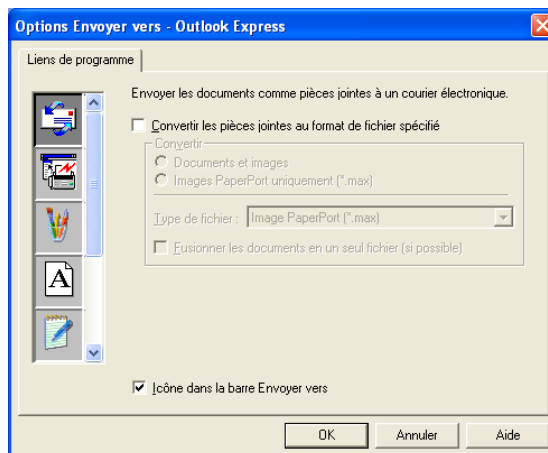 Options Envoyer vers - Outlook Express
Liens de programme
Envoyer les documents comme pièces jointes à un courier électronique.
Convertir les pièces jointes au format de fichier spécifié
Convertir
Documents et images
Images PaperPort uniquement (*.max)
Type de fichier : Image PaperPort (*.max)
Fusionner les documents en un seul fichier (si possible)
A
Icône dans la barre Envoyer vers
OK Annuler Aide